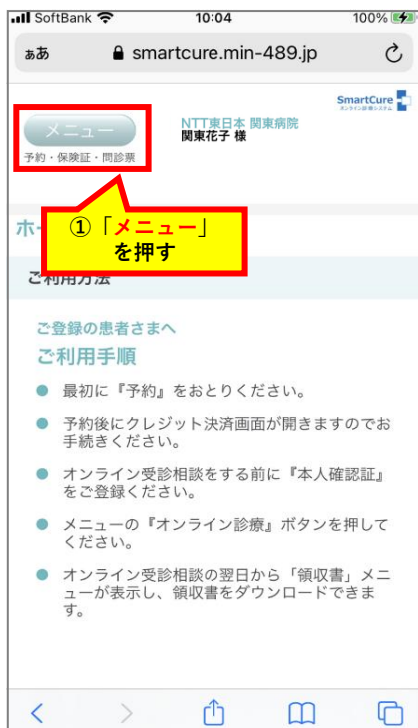 SoftBank 10:04 100%
ぁあ smartcure.min-489.jp
SmartCure
メニュー
NTT東日本 関東病院
関東花子 様
予約・保険証・問診票
①「メニュー」
を押す
ホー
ご利用方法
ご登録の患者さまへ
ご利用手順
● 最初に『予約』をおとりください。
● 予約後にクレジット決済画面が開きますのでお
手続きください。
● オンライン受診相談をする前に『本人確認証』
をご登録ください。
● メニューの『オンライン診療』ボタンを押して
ください。
● オンライン受診相談の翌日から「領収書」メニ
ューが表示し、領収書をダウンロードできま
す。